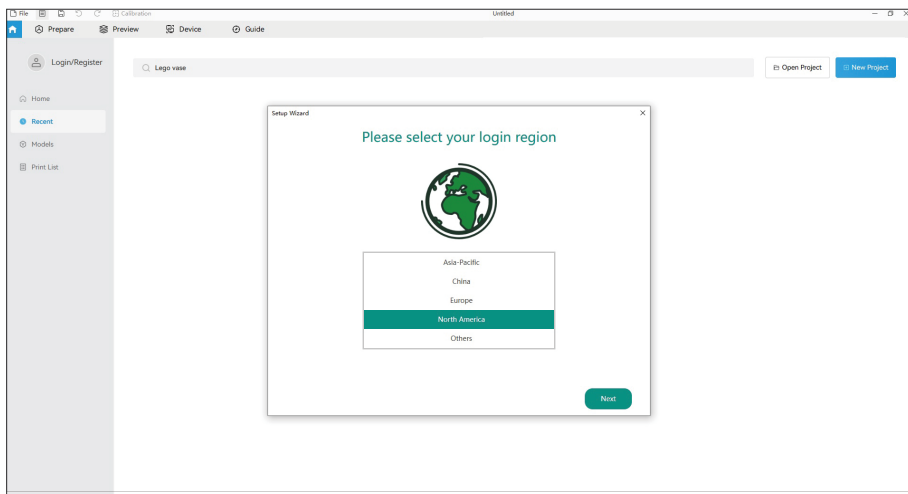 File Calibration Untitled
Prepare Preview Device Guide
Login/Register
Lego vase
Open Project New Project
Home
Recent
Models
Print List
Setup Wizard
Please select your login region
Asia-Pacific
China
Europe
North America
Others
Next